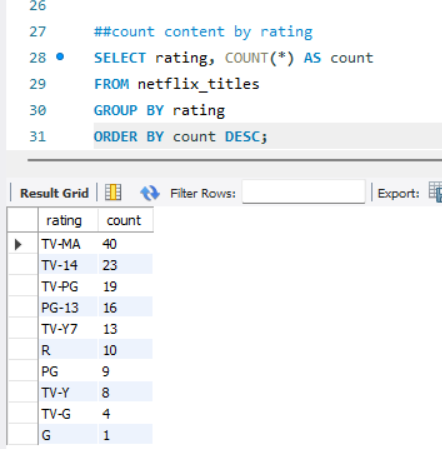 26
27 ##count content by rating
28 SELECT rating, COUNT(*) AS count
29 FROM netflix_titles
30 GROUP BY rating
31 ORDER BY count DESC;
Result Grid Filter Rows: Export:
rating count
TV-MA 40
TV-14 23
TV-PG 19
PG-13 16
TV-Y7 13
R 10
PG 9
TV-Y 8
TV-G 4
G 1